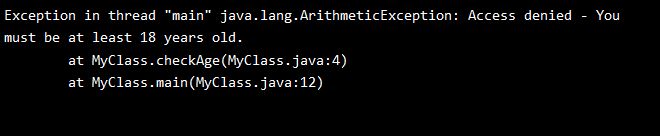 Exception in thread "main" java.lang.ArithmeticException: Access denied - You
must be at least 18 years old.
        at MyClass.checkAge(MyClass.java:4)
        at MyClass.main(MyClass.java:12)